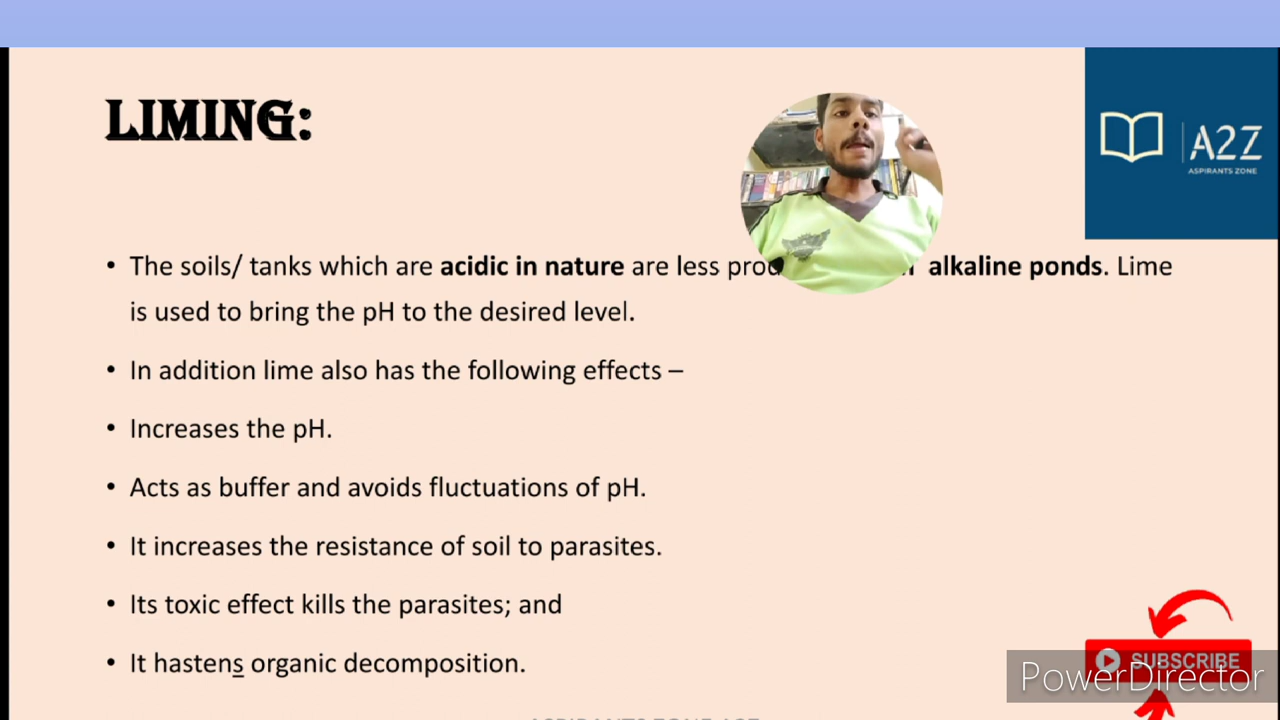 LIMING:
A2Z
ASPIRANTS ZONE
• The soils/ tanks which are acidic in nature are less alkaline ponds. Lime
is used to bring the pH to the desired level.
• In addition lime also has the following effects –
• Increases the pH.
• Acts as buffer and avoids fluctuations of pH.
• It increases the resistance of soil to parasites.
• Its toxic effect kills the parasites; and
• It hastens organic decomposition.
SUBSCRIBE
PowerDirector